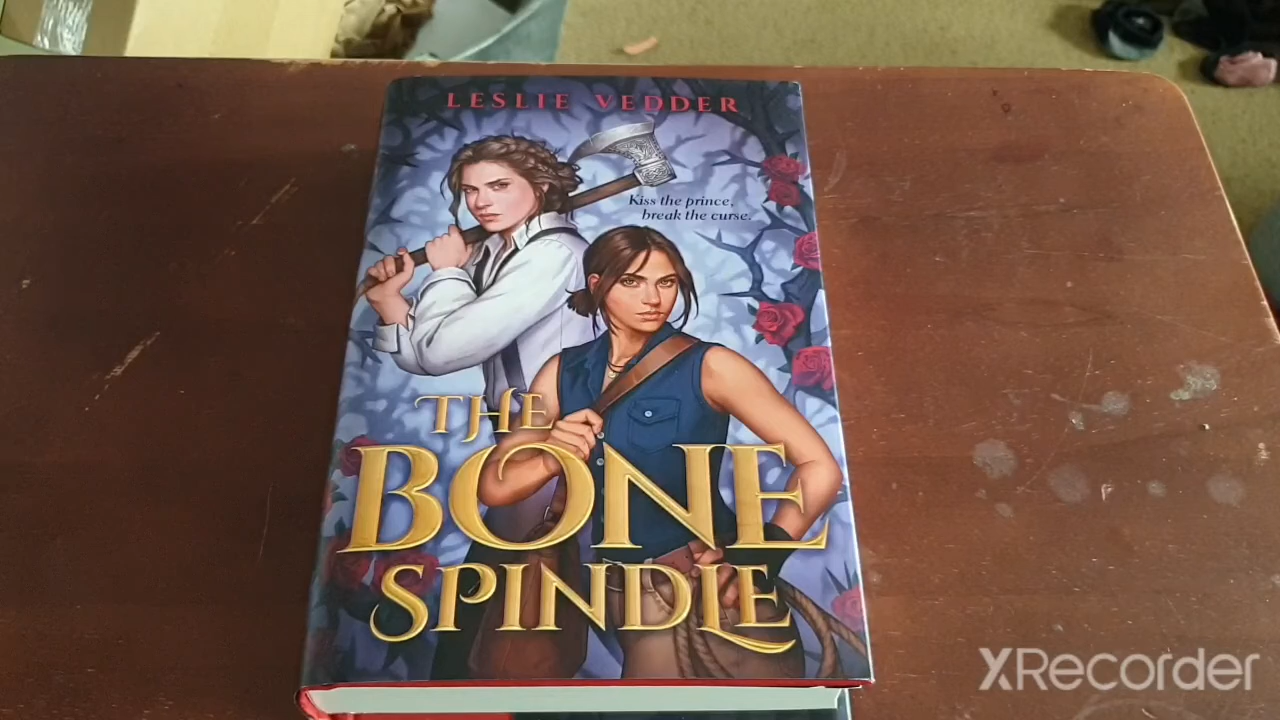 LESLIE VEDDER
Kiss the prince,
break the curse.
THE
BONE
SPINDLE
XRecorder